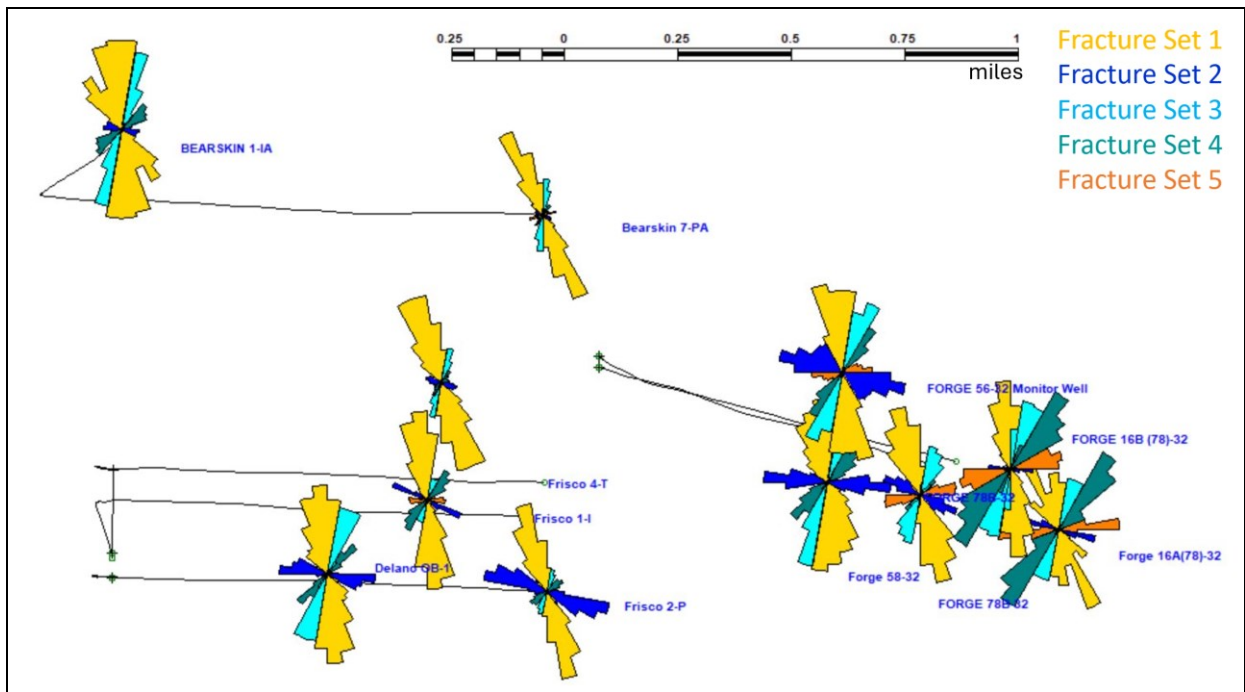 0.25 0 0.25 0.5 0.75 1
miles
Fracture Set 1
Fracture Set 2
Fracture Set 3
Fracture Set 4
Fracture Set 5
BEARSKIN 1-IA
Bearskin 7-PA
FORGE 56-32 Monitor Well
FORGE 16B (78)-32
Frisco 4-T
FORGE 78B-32
Frisco 1-I
Forge 16A(78)-32
Deland OB-1
Forge 58-32
Frisco 2-P
FORGE 78B-32